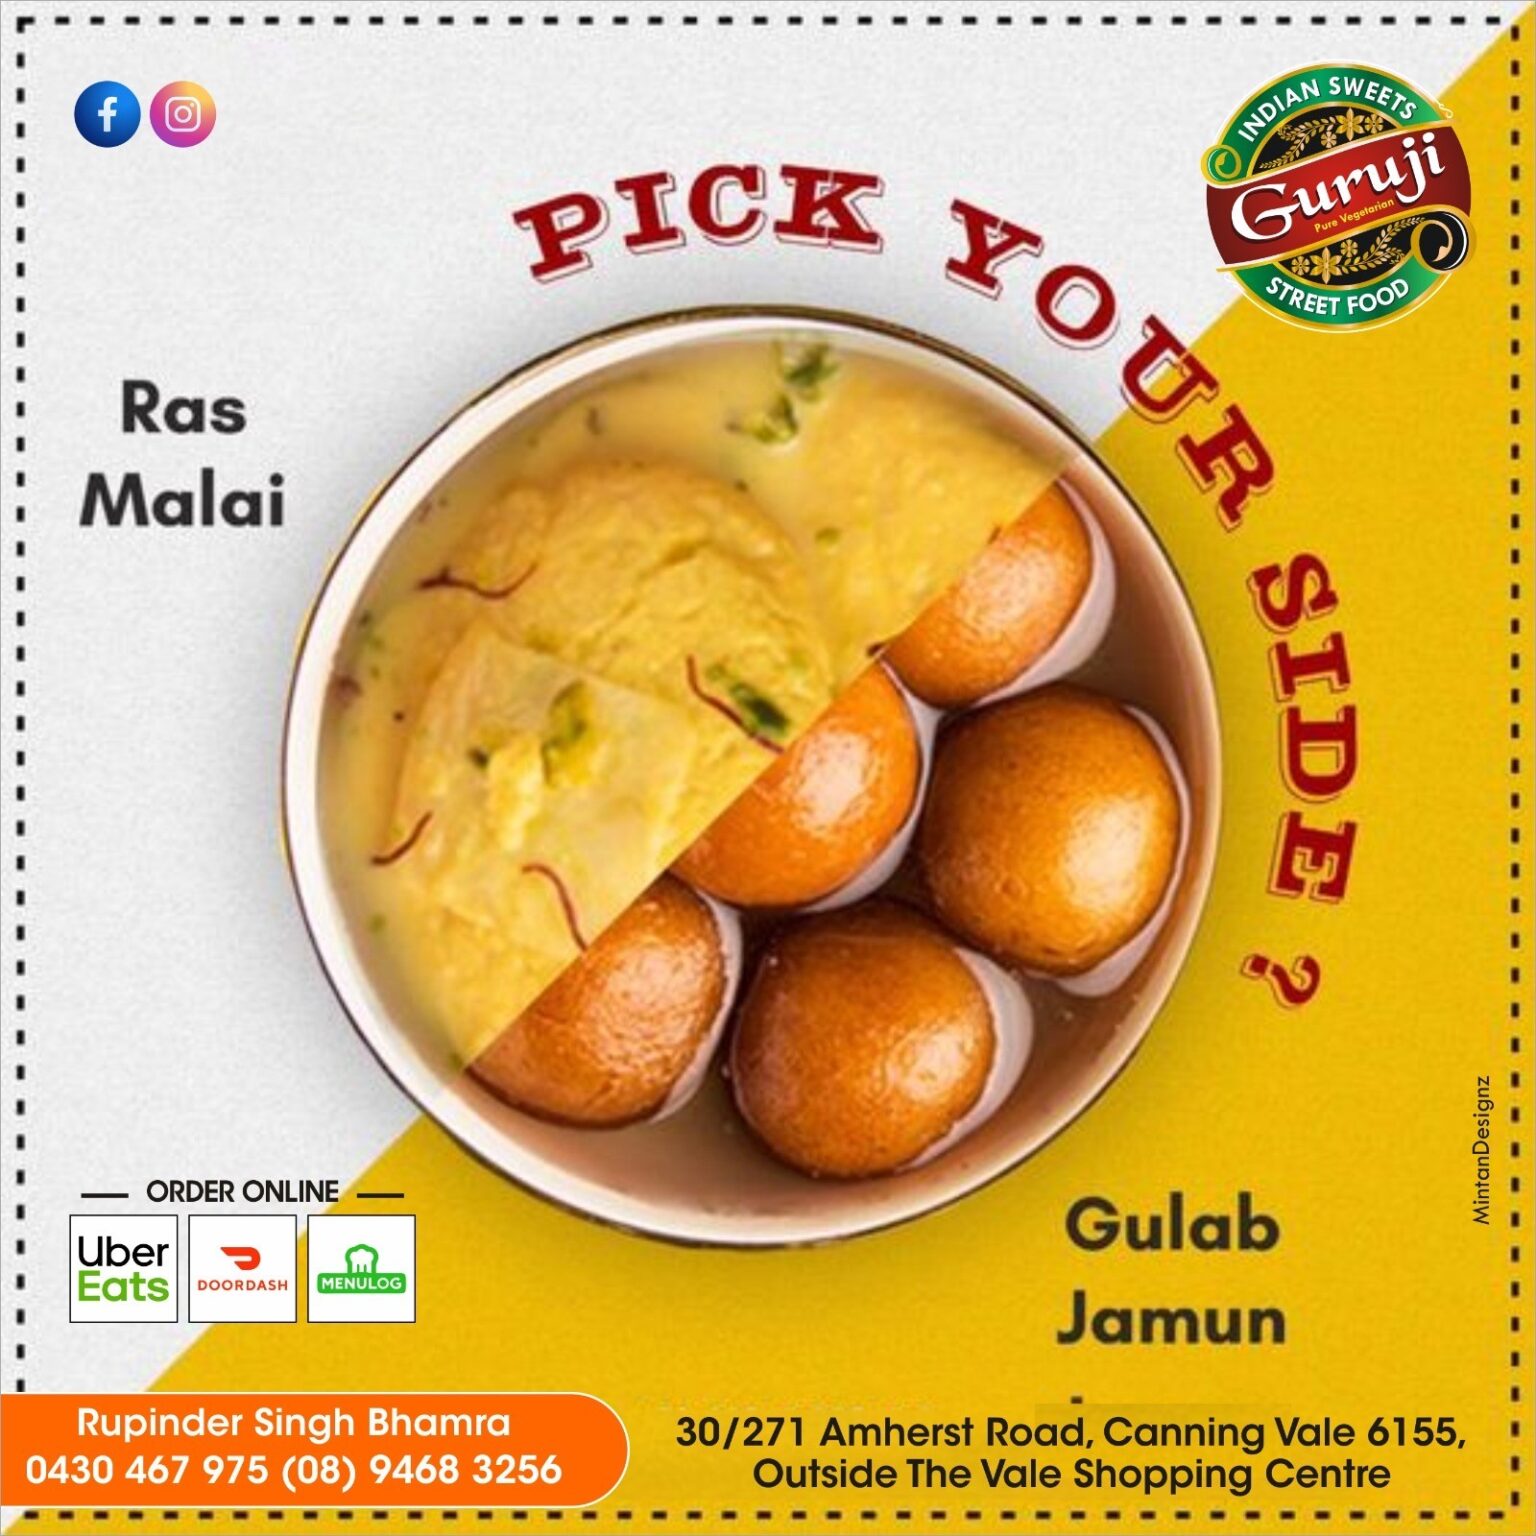 INDIAN SWEETS
Guruji
Pure Vegetarian
STREET FOOD
PICK YOUR SIDE ?
Ras
Malai
Gulab
Jamun
MintanDesignz
ORDER ONLINE
Uber
Eats
DOORDASH
MENULOG
Rupinder Singh Bhamra
0430 467 975 (08) 9468 3256
30/271 Amherst Road, Canning Vale 6155,
Outside The Vale Shopping Centre